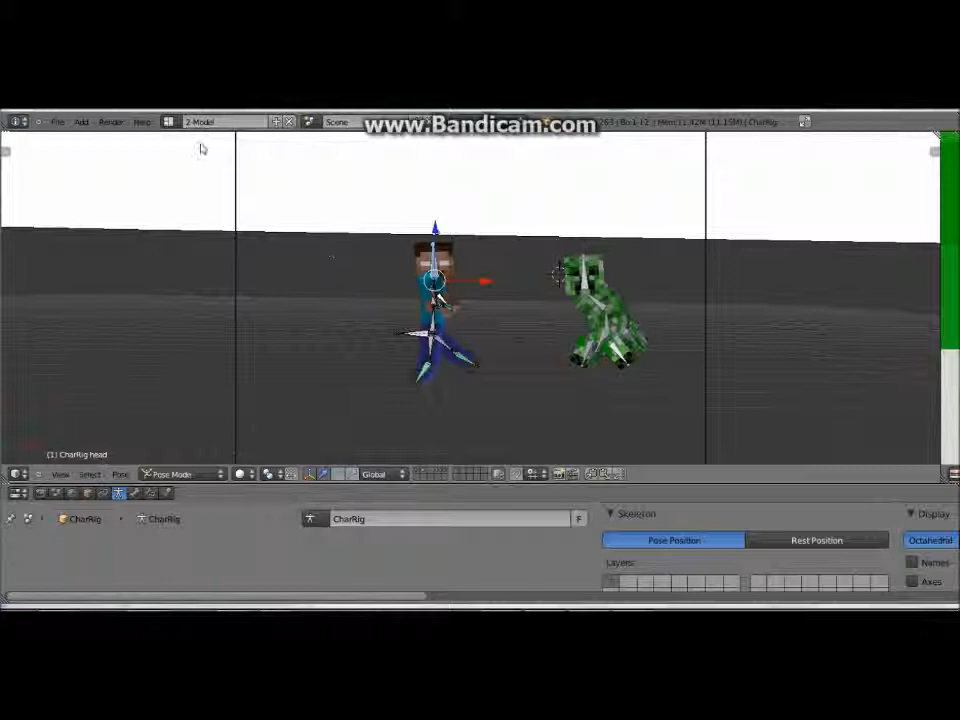 File Add Render Help 2-Model Scene
www.Bandicam.com
(1) CharRig head
View Select Pose Pose Mode Global
CharRig CharRig CharRig F
Skeleton Display
Pose Position Rest Position Octahedral
Layers: Names
Axes